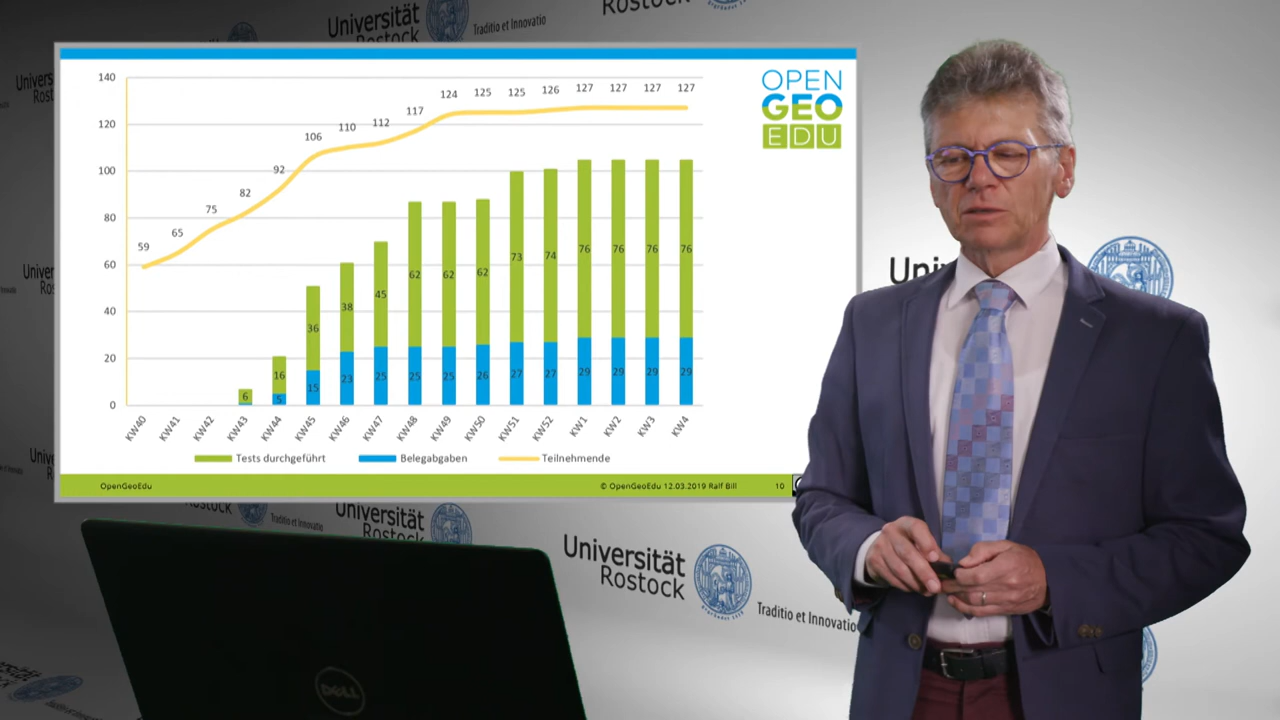 Universität
Rostock
Traditio et Innovatio
Rostock
140
120
100
80
60
40
20
0
59 65 75 82 92 106 110 112 117 124 125 125 126 127 127 127 127
6 16 36 38 45 62 62 62 73 74 76 76 76 76
5 15 23 25 25 25 26 27 27 29 29 29 29
KW40 KW41 KW42 KW43 KW44 KW45 KW46 KW47 KW48 KW49 KW50 KW51 KW52 KW1 KW2 KW3 KW4
Tests durchgeführt Belegabgaben Teilnehmende
OpenGeoEdu © OpenGeoEdu 12.03.2019 Ralf Bill 10
OPEN
GEO
EDU
Universität
Rostock
Traditio et Innovatio
Universität
Rostock
Traditio et Innovatio
DELL